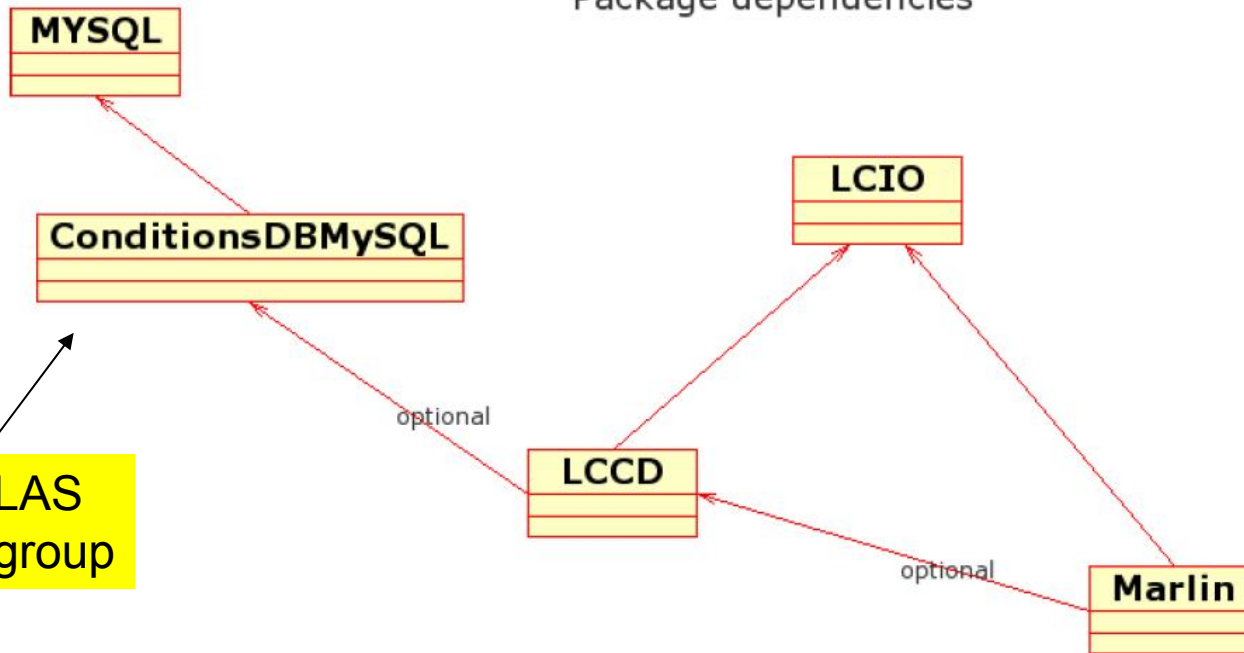 Package dependencies
MYSQL
LCIO
ConditionsDBMySQL
optional
LCCD
LAS
group
optional
Marlin